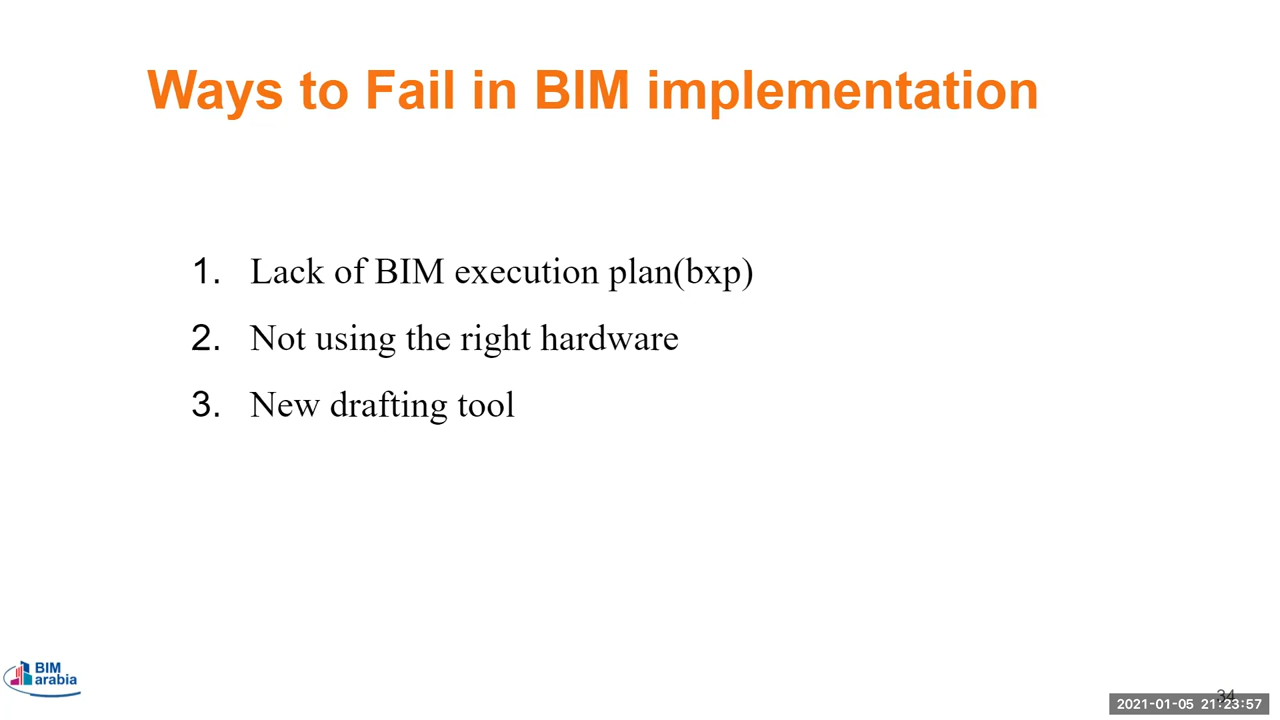 Ways to Fail in BIM implementation
1. Lack of BIM execution plan(bxp)
2. Not using the right hardware
3. New drafting tool
BIM
arabia
34
2021-01-05 21:23:57